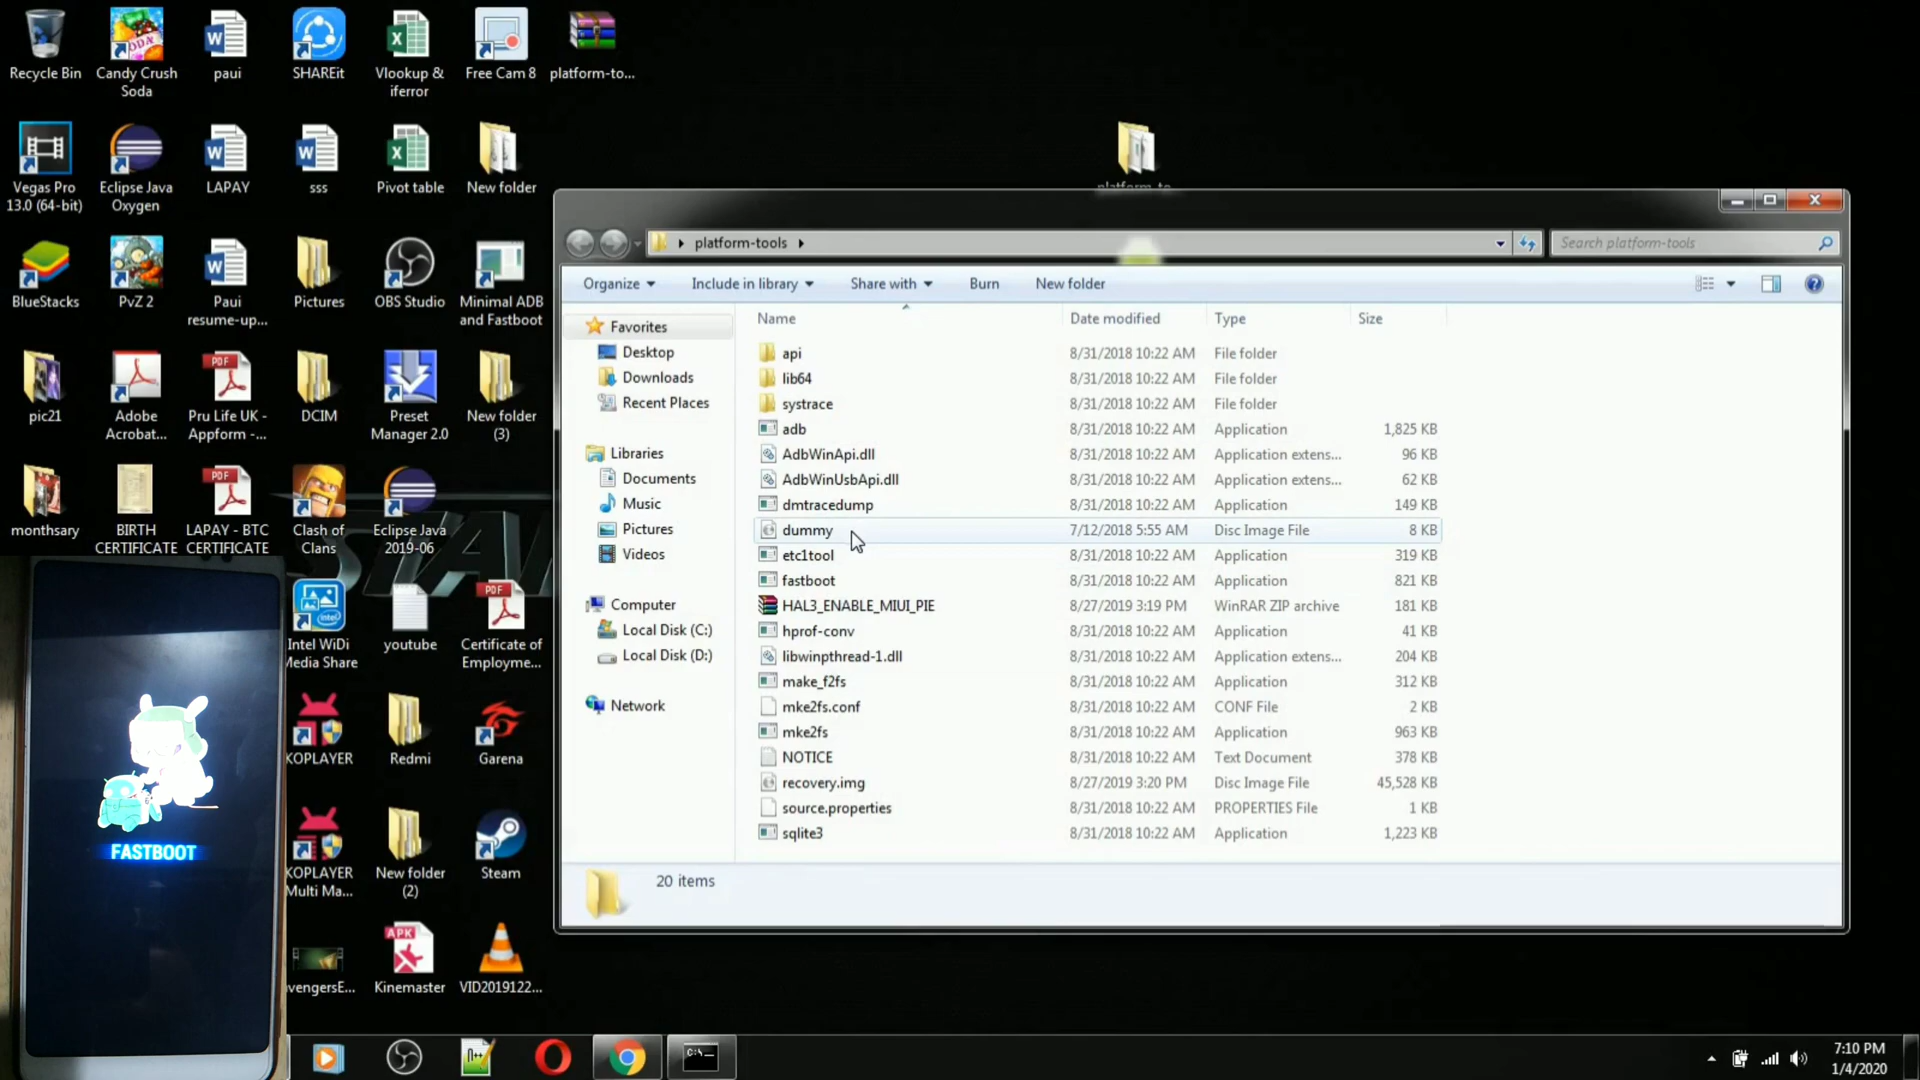 Recycle Bin
Candy Crush
Soda
paui
SHAREit
Vlookup &
iferror
Free Cam 8
platform-to...
Vegas Pro
13.0 (64-bit)
Eclipse Java
Oxygen
LAPAY
sss
Pivot table
New folder
BlueStacks
PvZ 2
Paui
resume-up...
Pictures
OBS Studio
Minimal ADB
and Fastboot
pic21
Adobe
Acrobat...
Pru Life UK -
Appform -...
DCIM
Preset
Manager 2.0
New folder
(3)
monthsary
BIRTH
CERTIFICATE
LAPAY - BTC
CERTIFICATE
Clash of
Clans
Eclipse Java
2019-06
Intel WiDi
Media Share
youtube
Certificate of
Employme...
KOPLAYER
Redmi
Garena
KOPLAYER
Multi Ma...
New folder
(2)
Steam
vengersE...
Kinemaster
VID2019122...
FASTBOOT
platform-tools
Search platform-tools
Organize
Include in library
Share with
Burn
New folder
Favorites
Desktop
Downloads
Recent Places
Libraries
Documents
Music
Pictures
Videos
Computer
Local Disk (C:)
Local Disk (D:)
Network
Name Date modified Type Size
api 8/31/2018 10:22 AM File folder
lib64 8/31/2018 10:22 AM File folder
systrace 8/31/2018 10:22 AM File folder
adb 8/31/2018 10:22 AM Application 1,825 KB
AdbWinApi.dll 8/31/2018 10:22 AM Application extens... 96 KB
AdbWinUsbApi.dll 8/31/2018 10:22 AM Application extens... 62 KB
dmtracedump 8/31/2018 10:22 AM Application 149 KB
dummy 7/12/2018 5:55 AM Disc Image File 8 KB
etc1tool 8/31/2018 10:22 AM Application 319 KB
fastboot 8/31/2018 10:22 AM Application 821 KB
HAL3_ENABLE_MIUI_PIE 8/27/2019 3:19 PM WinRAR ZIP archive 181 KB
hprof-conv 8/31/2018 10:22 AM Application 41 KB
libwinpthread-1.dll 8/31/2018 10:22 AM Application extens... 204 KB
make_f2fs 8/31/2018 10:22 AM Application 312 KB
mke2fs.conf 8/31/2018 10:22 AM CONF File 2 KB
mke2fs 8/31/2018 10:22 AM Application 963 KB
NOTICE 8/31/2018 10:22 AM Text Document 378 KB
recovery.img 8/27/2019 3:20 PM Disc Image File 45,528 KB
source.properties 8/31/2018 10:22 AM PROPERTIES File 1 KB
sqlite3 8/31/2018 10:22 AM Application 1,223 KB
20 items
7:10 PM
1/4/2020